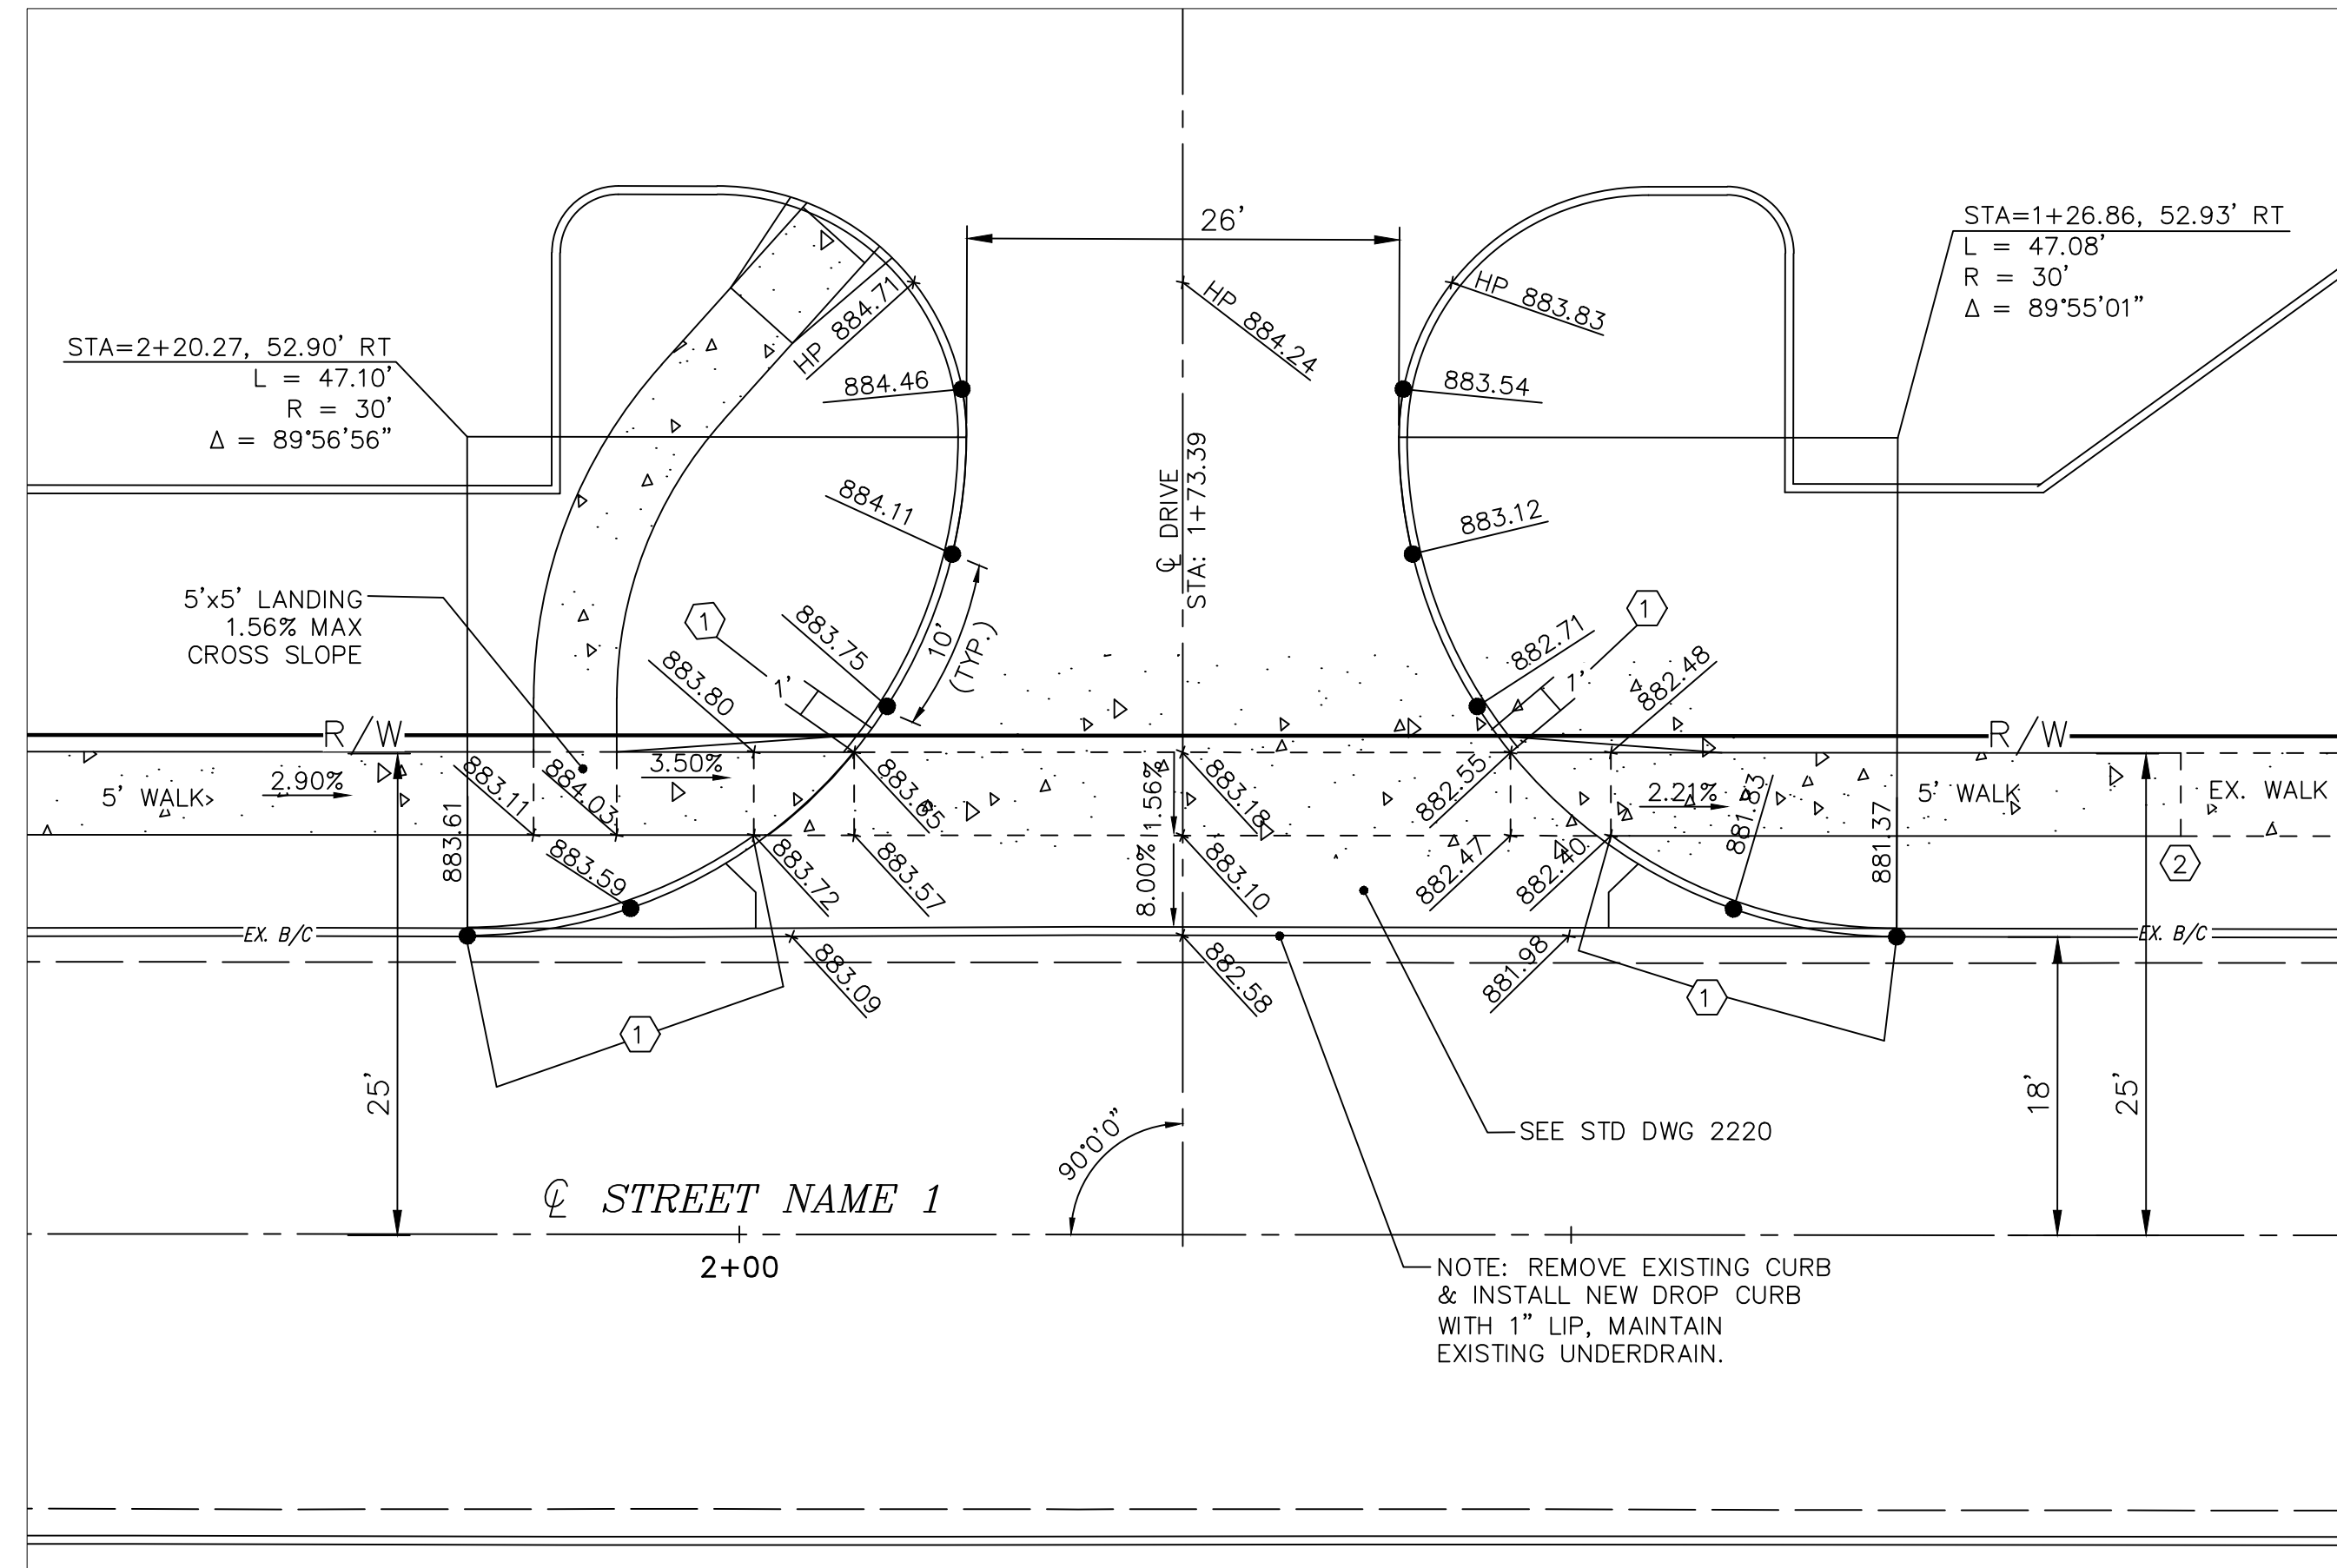 26'
STA=1+26.86, 52.93' RT
L = 47.08'
R = 30'
Δ = 89°55'01"
HP 884.71
HP 884.24
HP 883.83
STA=2+20.27, 52.90' RT
L = 47.10'
R = 30'
Δ = 89°56'56"
884.46
883.54
884.11
883.12
℄ DRIVE
STA: 1+73.39
5'x5' LANDING
1.56% MAX
CROSS SLOPE
1
883.75
10'
(TYP.)
1
882.71
883.80
1'
1'
882.48
R/W
R/W
5' WALK>
2.90%
883.11
884.03
3.50%
883.65
1.56%
883.18
882.55
2.21%
881.83
5' WALK
EX. WALK
883.61
883.59
883.72
883.57
8.00%
883.10
882.47
882.40
881.37
2
EX. B/C
EX. B/C
883.09
882.58
881.98
1
1
25'
18'
25'
90°0'0"
SEE STD DWG 2220
℄ STREET NAME 1
2+00
NOTE: REMOVE EXISTING CURB
& INSTALL NEW DROP CURB
WITH 1" LIP, MAINTAIN
EXISTING UNDERDRAIN.